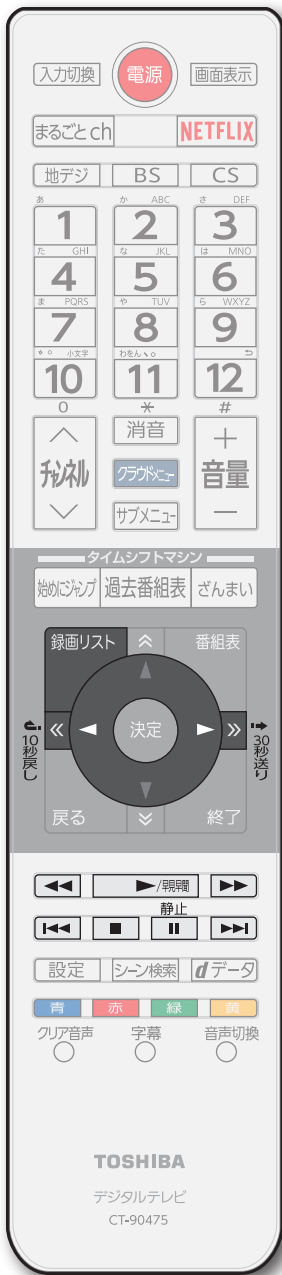 入力切換 電源 画面表示
まるごとch NETFLIX
地デジ BS CS
あ か ABC さ DEF
1 2 3
た GHI な JKL は MNO
4 5 6
ま PQRS や TUV ら WXYZ
7 8 9
小文字 わをん、。
10 11 12
0 * #
チャンネル 消音 + 音量 −
クラウドメニュー
サブメニュー
タイムシフトマシン
始めにジャンプ 過去番組表 ざんまい
録画リスト 番組表
10秒戻し 決定 30秒送り
戻る 終了
/早見早聞
静止
設定 シーン検索 dデータ
青 赤 緑 黄
クリア音声 字幕 音声切換
TOSHIBA
デジタルテレビ
CT-90475